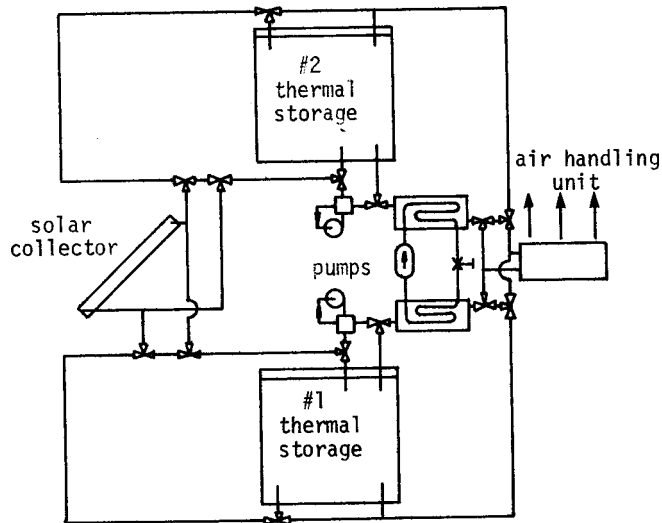 #2
thermal
storage
air handling
unit
solar
collector
pumps
#1
thermal
storage